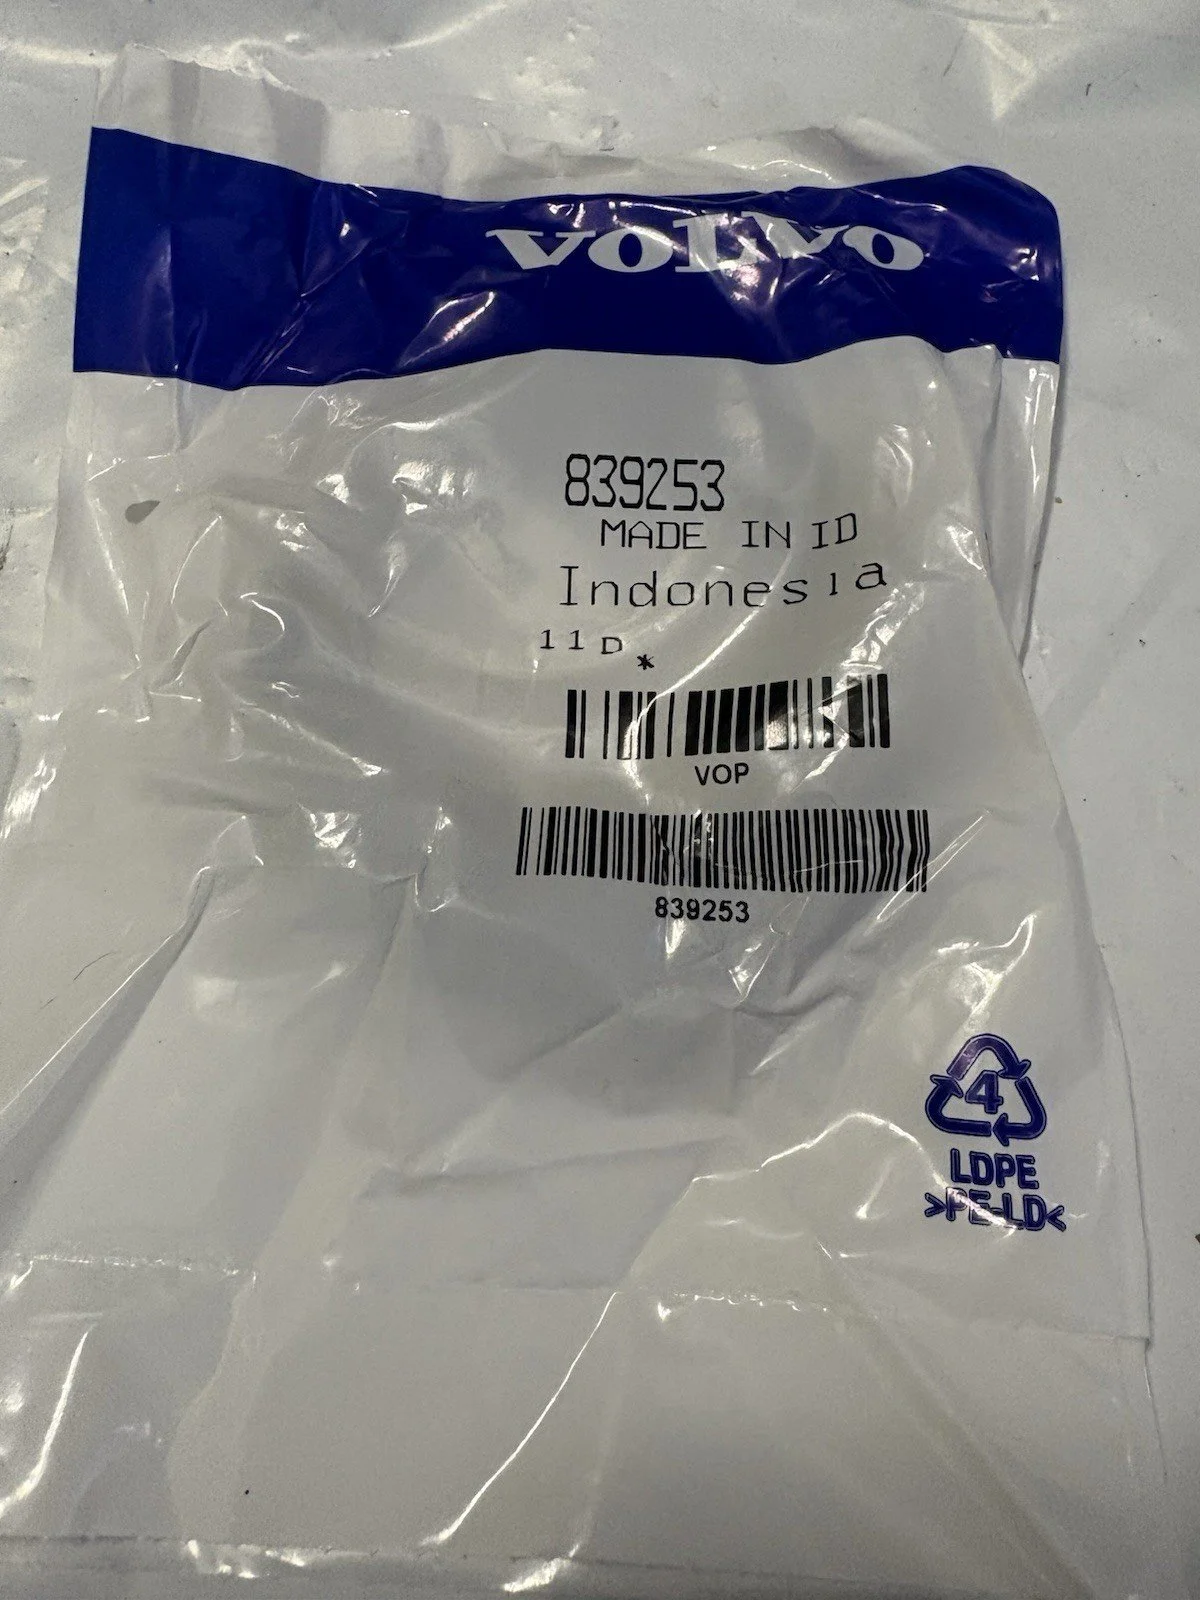 VOLVO
839253
MADE IN ID
Indonesia
11D*
VOP
839253
4
LDPE
>PE-LD<